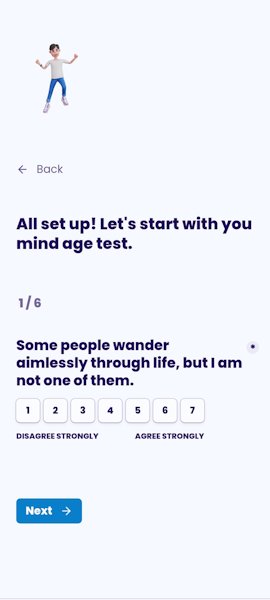 Back
All set up! Let's start with you
mind age test.
1 / 6
Some people wander
aimlessly through life, but I am
not one of them.
*
1 2 3 4 5 6 7
DISAGREE STRONGLY AGREE STRONGLY
Next